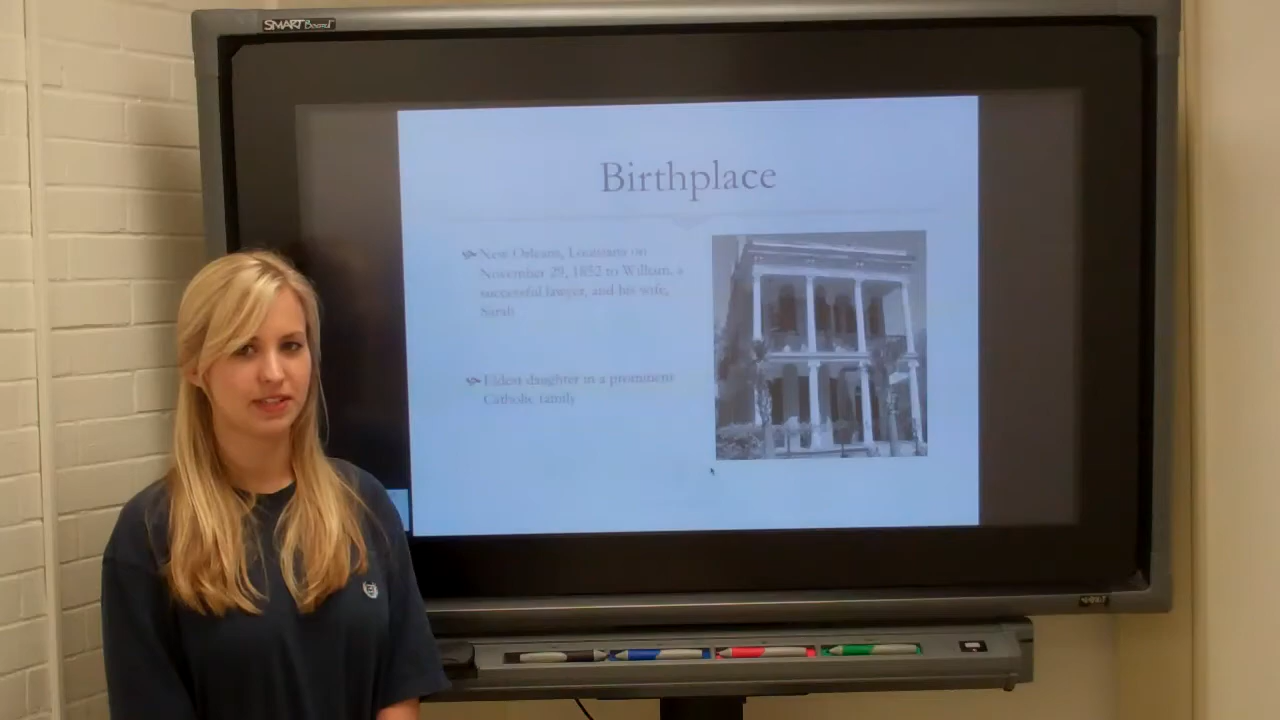 SMART Board
Birthplace
New Orleans, Louisiana on
November 29, 1852 to William, a
successful lawyer, and his wife,
Sarah
Eldest daughter in a prominent
Catholic family